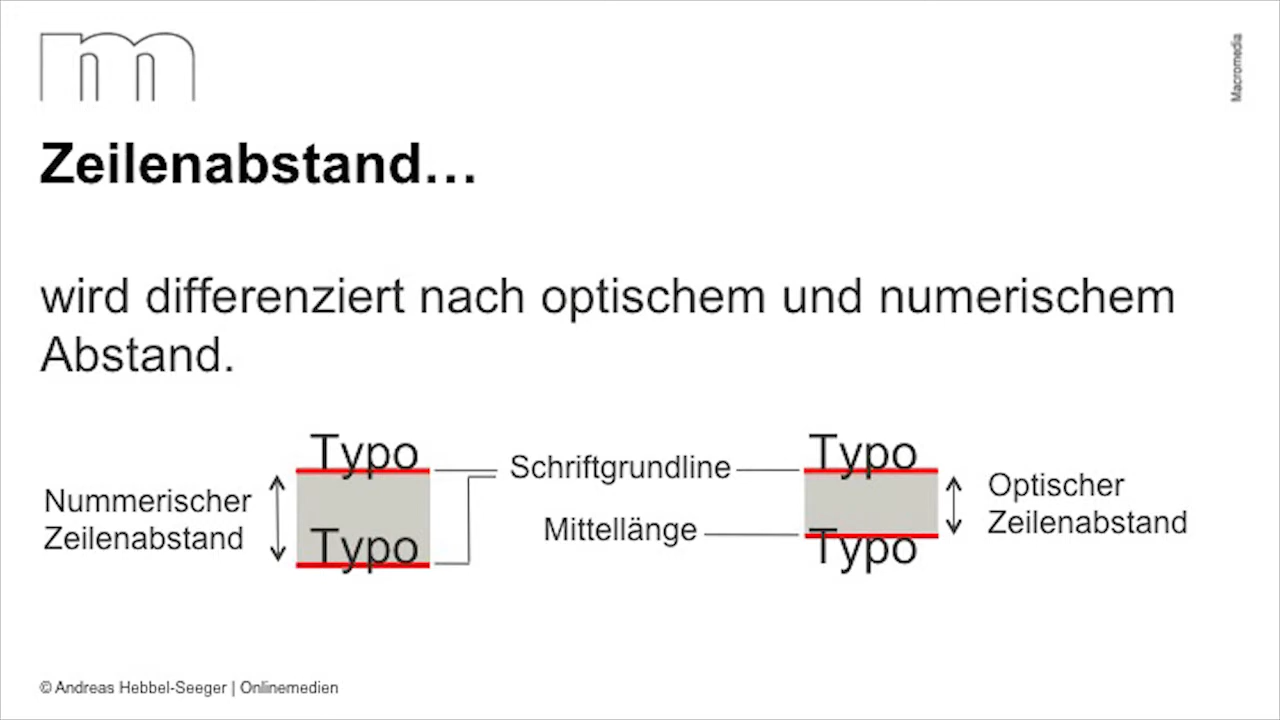 m
Macromedia
Zeilenabstand…
wird differenziert nach optischem und numerischem
Abstand.
Typo
Typo
Nummerischer
Zeilenabstand
Schriftgrundline
Mittellänge
Typo
Typo
Optischer
Zeilenabstand
© Andreas Hebbel-Seeger | Onlinemedien